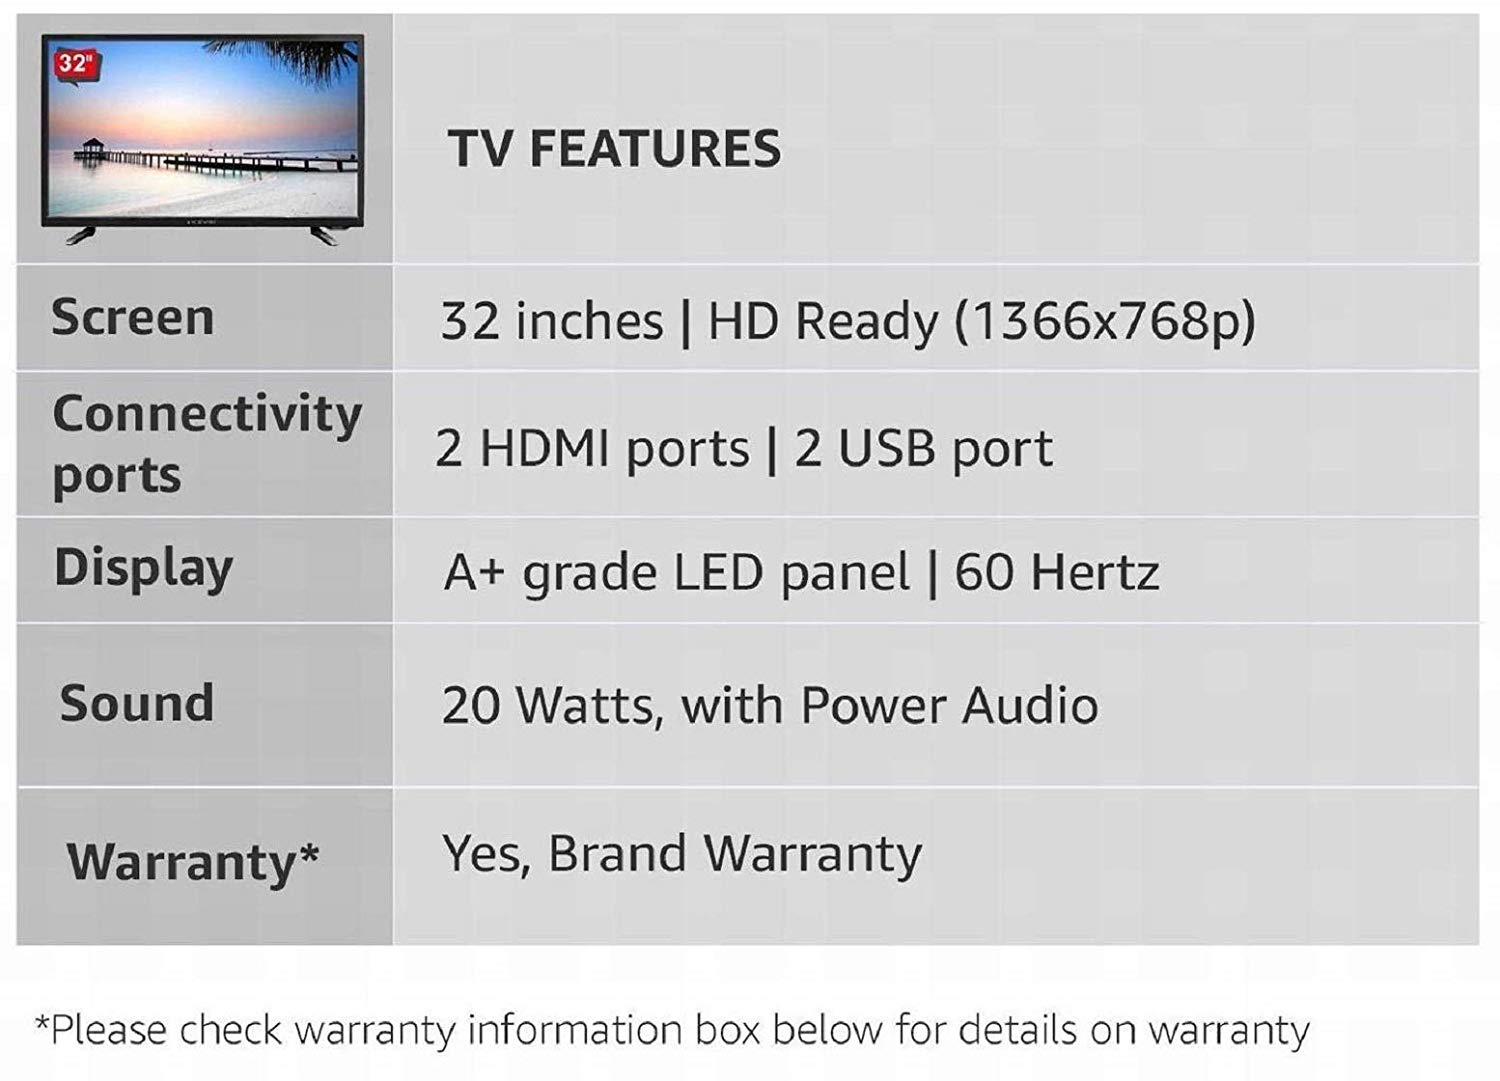 32"
TV FEATURES
Screen
32 inches | HD Ready (1366x768p)
Connectivity
ports
2 HDMI ports | 2 USB port
Display
A+ grade LED panel | 60 Hertz
Sound
20 Watts, with Power Audio
Warranty*
Yes, Brand Warranty
*Please check warranty information box below for details on warranty